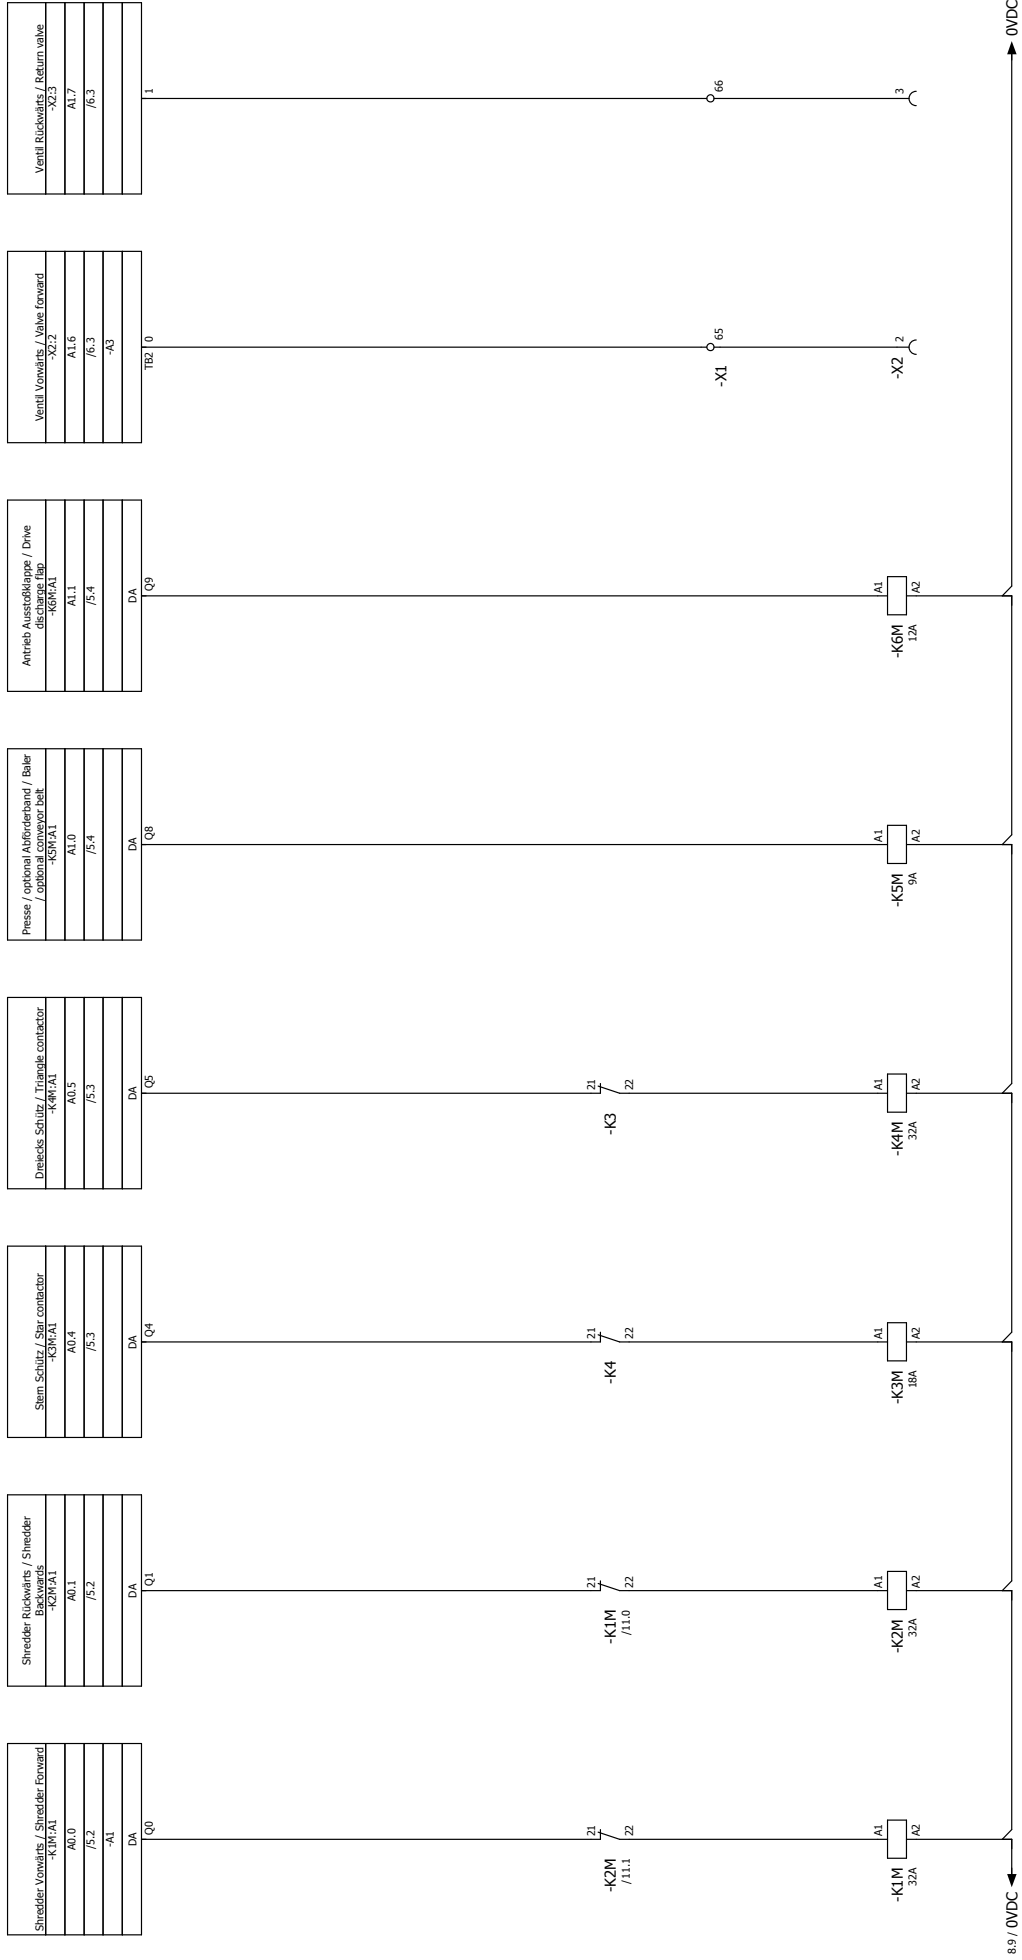 Shredder Vorwärts / Shredder Forward
-K1M:A1
A0.0
/5.2
-A1
DA
Q0
21
22
-K2M
/11.1
A1
A2
-K1M
32A
8.9 / 0VDC
Shredder Rückwärts / Shredder
Backwards
-K2M:A1
A0.1
/5.2
DA
Q1
21
22
-K1M
/11.0
A1
A2
-K2M
32A
Stern Schütz / Star contactor
-K3M:A1
A0.4
/5.3
DA
Q4
21
22
-K4
A1
A2
-K3M
18A
Dreiecks Schütz / Triangle contactor
-K4M:A1
A0.5
/5.3
DA
Q5
21
22
-K3
A1
A2
-K4M
32A
Presse / optional Abförderband / Baler
/ optional conveyor belt
-K5M:A1
A1.0
/5.4
DA
Q8
A1
A2
-K5M
9A
Antrieb Ausstoßklappe / Drive
discharge flap
-K6M:A1
A1.1
/5.4
DA
Q9
A1
A2
-K6M
12A
Ventil Vorwärts / Valve forward
-X2:2
A1.6
/6.3
-A3
TB2
0
65
-X1
2
-X2
Ventil Rückwärts / Return valve
-X2:3
A1.7
/6.3
1
66
3
0VDC